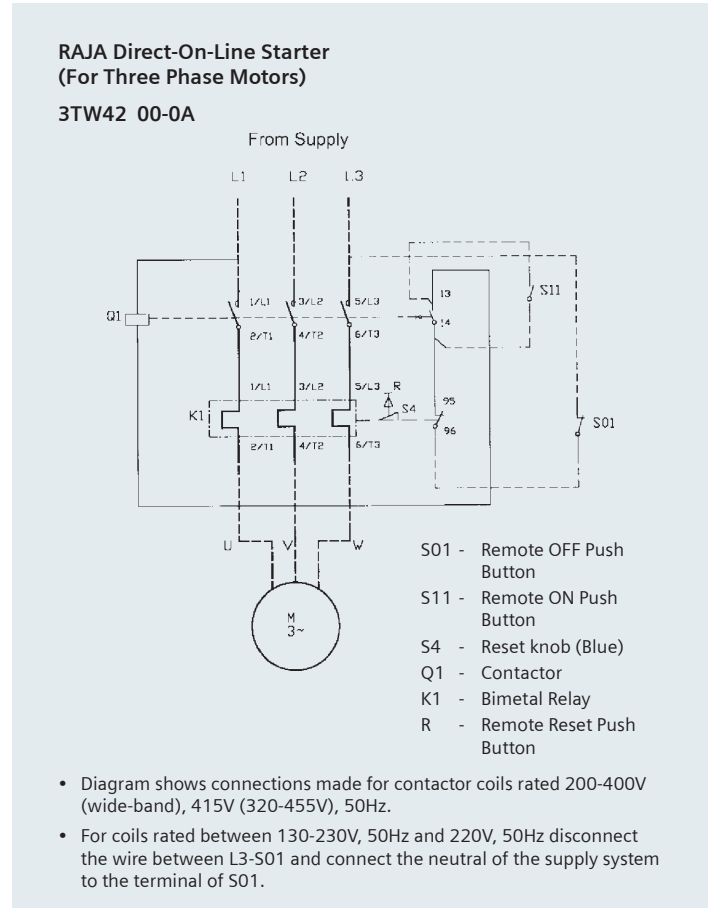 RAJA Direct-On-Line Starter
(For Three Phase Motors)
3TW42 00-0A
From Supply
L1 L2 L3
Q1
1/L1 3/L2 5/L3
2/T1 4/T2 6/T3
13
14
S11
1/L1 3/L2 5/L3
R
S4
K1
95
96
S01
2/T1 4/T2 6/T3
U V W
M
3~
S01 - Remote OFF Push
Button
S11 - Remote ON Push
Button
S4 - Reset knob (Blue)
Q1 - Contactor
K1 - Bimetal Relay
R - Remote Reset Push
Button
• Diagram shows connections made for contactor coils rated 200-400V
(wide-band), 415V (320-455V), 50Hz.
• For coils rated between 130-230V, 50Hz and 220V, 50Hz disconnect
the wire between L3-S01 and connect the neutral of the supply system
to the terminal of S01.